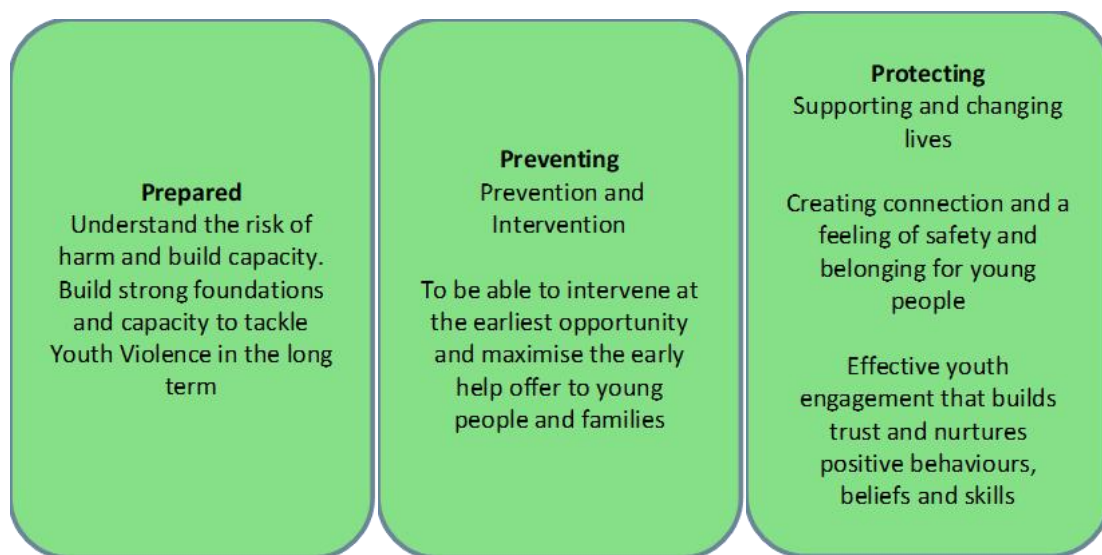 Prepared
Understand the risk of
harm and build capacity.
Build strong foundations
and capacity to tackle
Youth Violence in the long
term
Preventing
Prevention and
Intervention
To be able to intervene at
the earliest opportunity
and maximise the early
help offer to young
people and families
Protecting
Supporting and changing
lives
Creating connection and a
feeling of safety and
belonging for young
people
Effective youth
engagement that builds
trust and nurtures
positive behaviours,
beliefs and skills